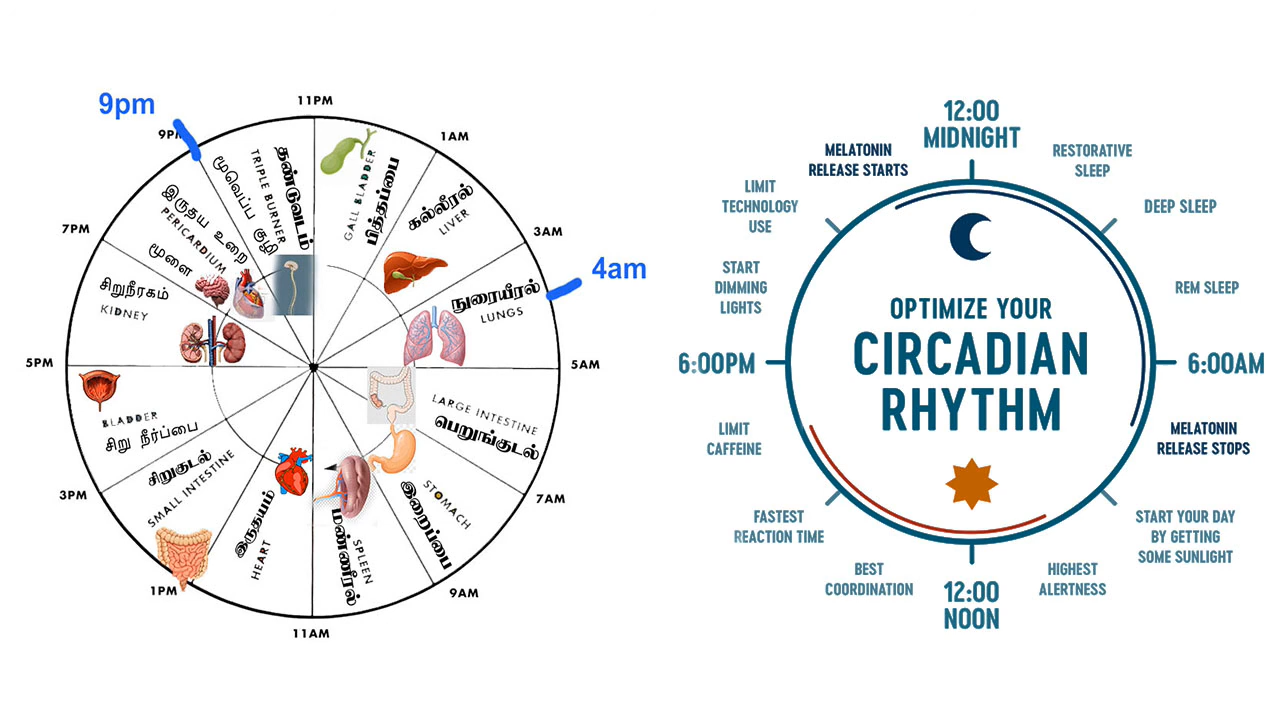 9pm
11PM
9PM
1AM
7PM
3AM
4am
5PM
5AM
3PM
7AM
1PM
9AM
11AM
பித்தப்பை
GALL BLADDER
கல்லீரல்
LIVER
நுரையீரல்
LUNGS
LARGE INTESTINE
பெறுங்குடல்
STOMACH
இறைப்பை
SPLEEN
மண்ணீரல்
இருதயம்
HEART
சிறுகுடல்
SMALL INTESTINE
BLADDER
சிறு நீர்ப்பை
சிறுநீரகம்
KIDNEY
இருதய உறை
PERICARDIUM
மூளை
மூவெப்ப குழி
TRIPLE BURNER
தண்டுவடம்
12:00
MIDNIGHT
MELATONIN
RELEASE STARTS
RESTORATIVE
SLEEP
LIMIT
TECHNOLOGY
USE
DEEP SLEEP
START
DIMMING
LIGHTS
REM SLEEP
OPTIMIZE YOUR
CIRCADIAN
RHYTHM
6:00PM
6:00AM
LIMIT
CAFFEINE
MELATONIN
RELEASE STOPS
FASTEST
REACTION TIME
START YOUR DAY
BY GETTING
SOME SUNLIGHT
BEST
COORDINATION
12:00
NOON
HIGHEST
ALERTNESS